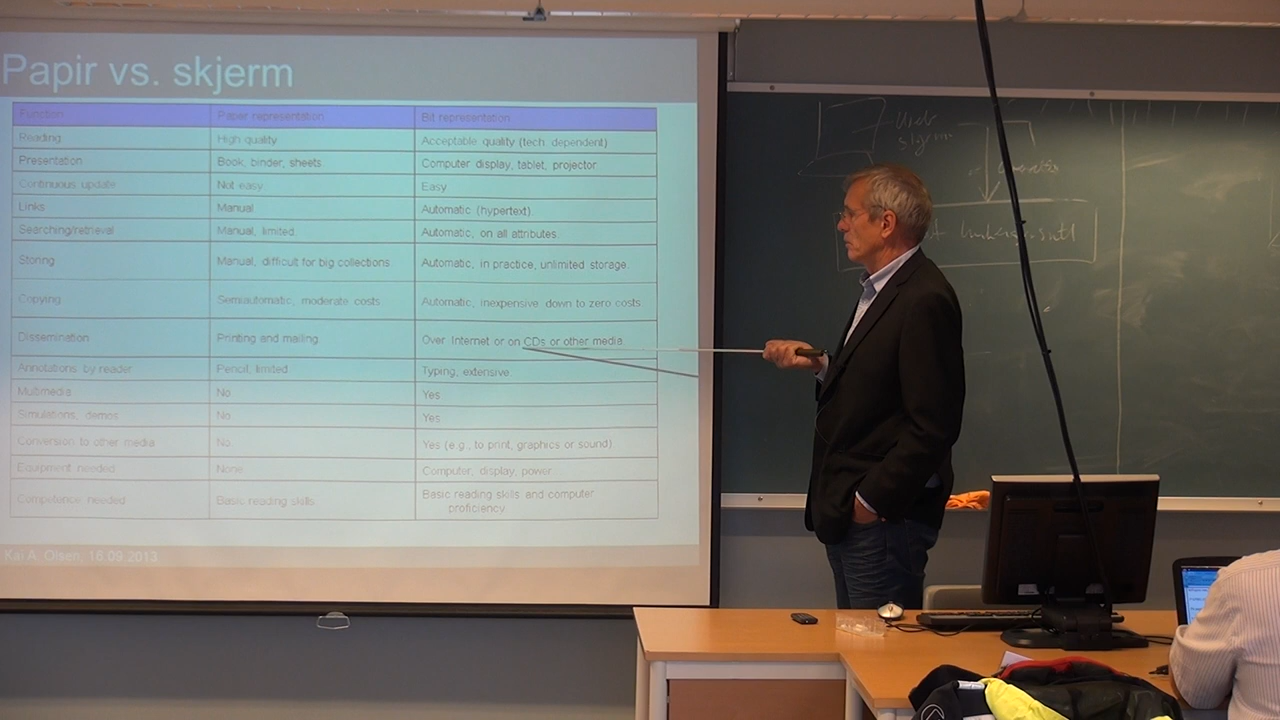 Papir vs. skjerm
Function Paper representation Bit representation
Reading High quality Acceptable quality (tech. dependent)
Presentation Book, binder, sheets. Computer display, tablet, projector
Continuous update Not easy Easy
Links Manual Automatic (hypertext).
Searching/retrieval Manual, limited. Automatic, on all attributes.
Storing Manual, difficult for big collections. Automatic, in practice, unlimited storage.
Copying Semiautomatic, moderate costs Automatic, inexpensive down to zero costs
Dissemination Printing and mailing Over Internet or on CDs or other media.
Annotations by reader Pencil, limited Typing, extensive.
Multimedia No Yes
Simulations, demos No Yes
Conversion to other media No Yes (e.g., to print, graphics or sound)
Equipment needed None Computer, display, power.
Competence needed Basic reading skills Basic reading skills and computer
proficiency.
Kai A. Olsen, 16.09.2013